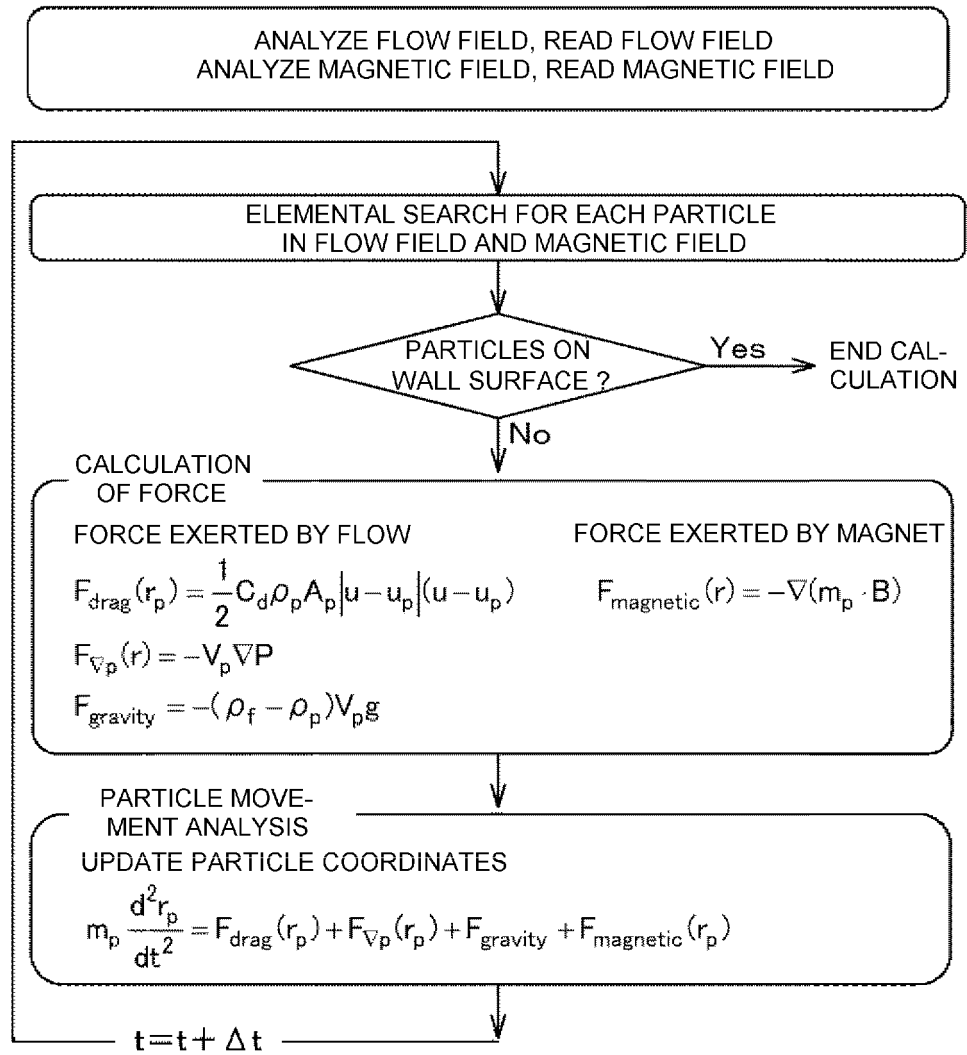 ANALYZE FLOW FIELD, READ FLOW FIELD
ANALYZE MAGNETIC FIELD, READ MAGNETIC FIELD
ELEMENTAL SEARCH FOR EACH PARTICLE
IN FLOW FIELD AND MAGNETIC FIELD
PARTICLES ON
WALL SURFACE ?
Yes
END CAL-
CULATION
No
CALCULATION
OF FORCE
FORCE EXERTED BY FLOW
F_drag(r_p) = 1/2 C_d ρ_p A_p |u − u_p| (u − u_p)
F_∇p(r) = −V_p ∇P
F_gravity = −(ρ_f − ρ_p)V_p g
FORCE EXERTED BY MAGNET
F_magnetic(r) = −∇(m_p · B)
PARTICLE MOVE-
MENT ANALYSIS
UPDATE PARTICLE COORDINATES
m_p d²r_p/dt² = F_drag(r_p) + F_∇p(r_p) + F_gravity + F_magnetic(r_p)
t = t + Δt